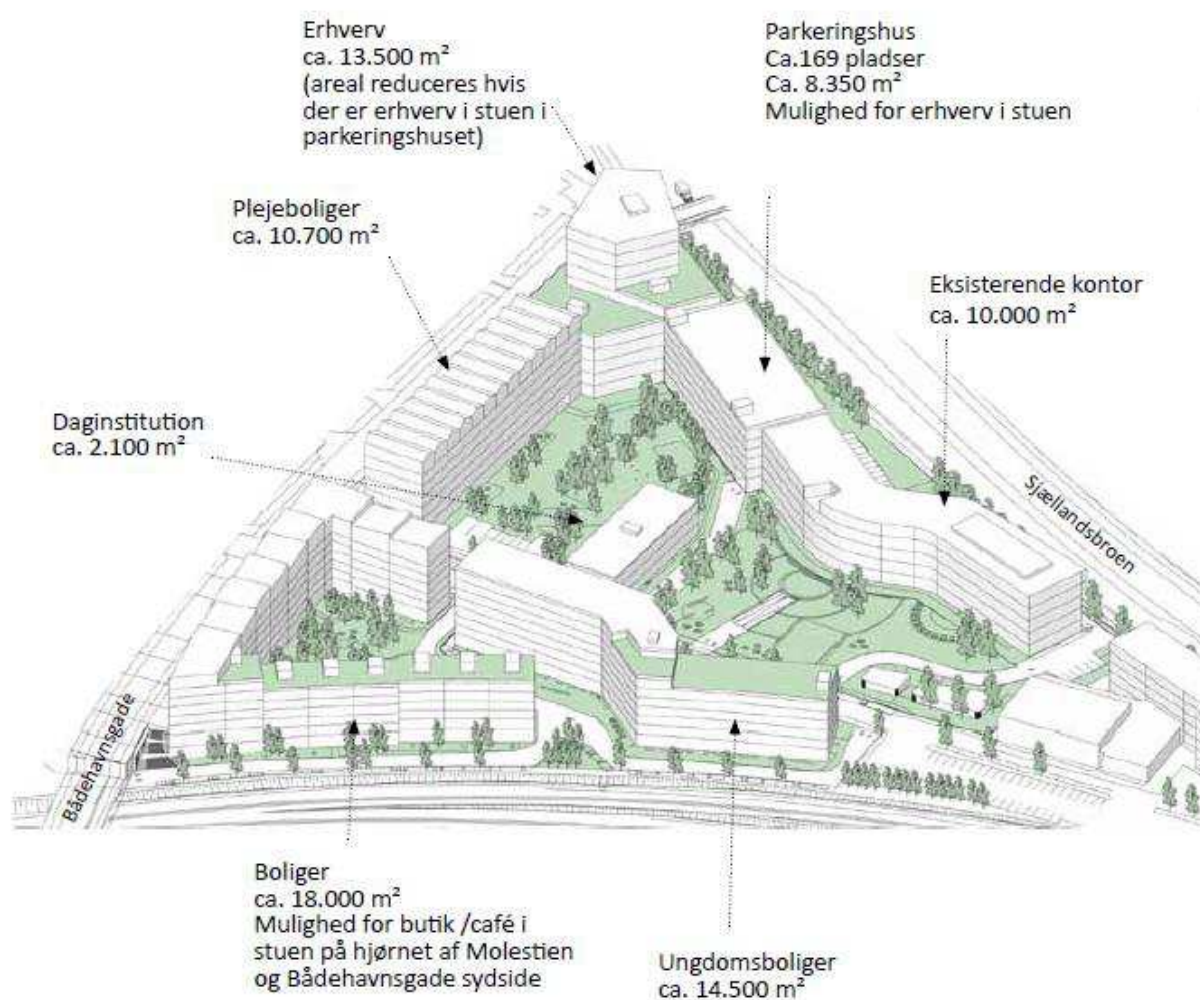 Erhverv
ca. 13.500 m²
(areal reduceres hvis
der er erhverv i stuen i
parkeringshuset)
Parkeringshus
Ca.169 pladser
Ca. 8.350 m²
Mulighed for erhverv i stuen
Plejeboliger
ca. 10.700 m²
Eksisterende kontor
ca. 10.000 m²
Daginstitution
ca. 2.100 m²
Sjællandsbroen
Bådehavnsgade
Boliger
ca. 18.000 m²
Mulighed for butik /café i
stuen på hjørnet af Molestien
og Bådehavnsgade sydside
Ungdomsboliger
ca. 14.500 m²